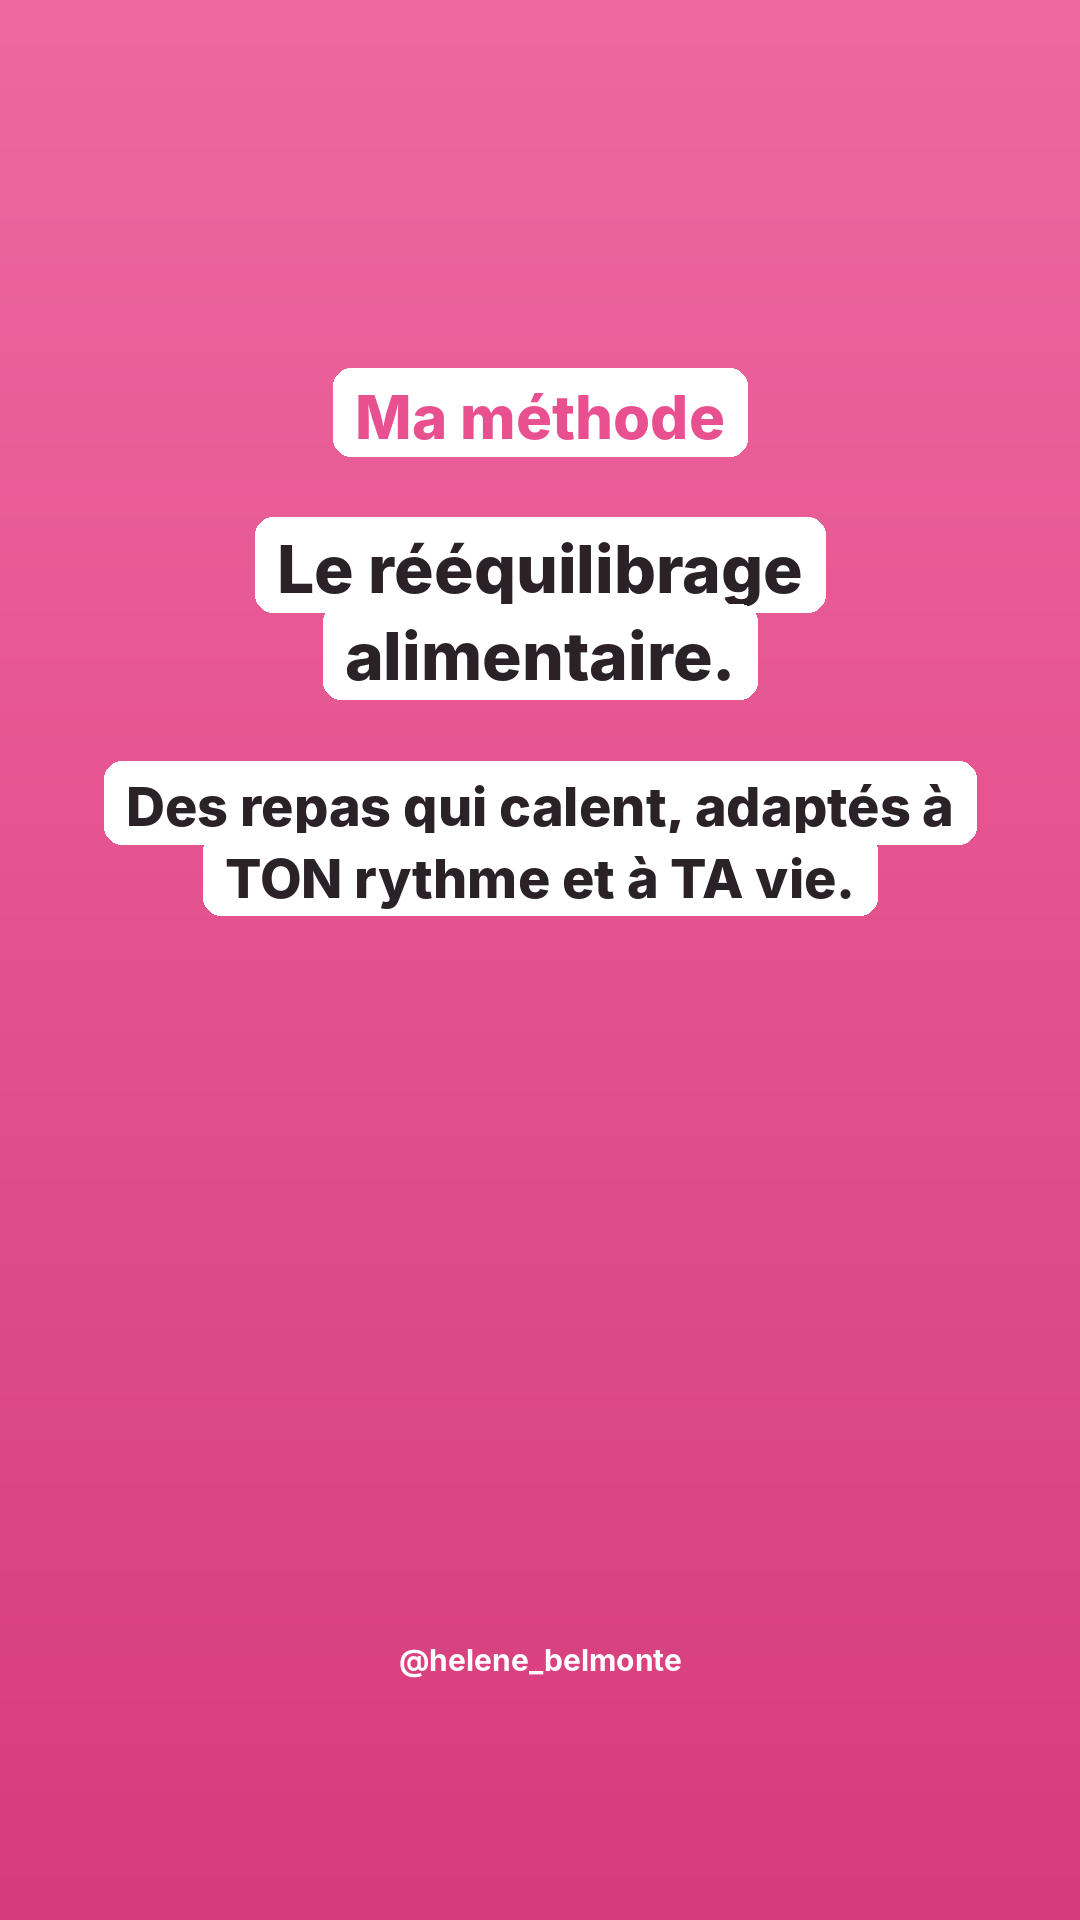 Ma méthode
Le rééquilibrage
alimentaire.
Des repas qui calent, adaptés à
TON rythme et à TA vie.
@helene_belmonte